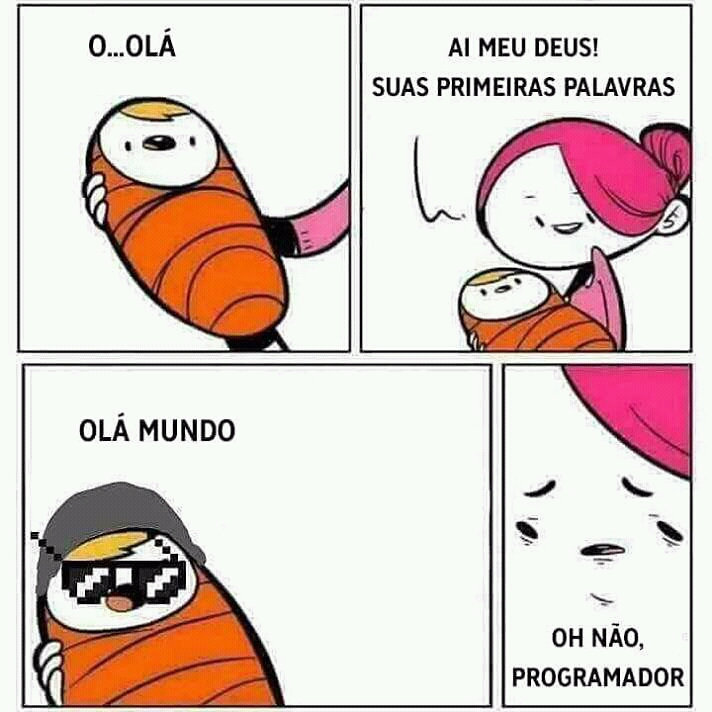 O...OLÁ
AI MEU DEUS!
SUAS PRIMEIRAS PALAVRAS
OLÁ MUNDO
OH NÃO,
PROGRAMADOR